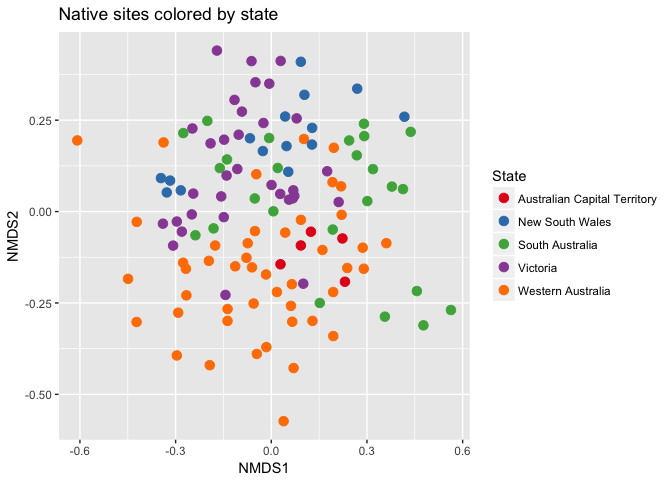 Native sites colored by state
NMDS2
0.25
0.00
-0.25
-0.50
-0.6
-0.3
0.0
0.3
0.6
NMDS1
State
Australian Capital Territory
New South Wales
South Australia
Victoria
Western Australia